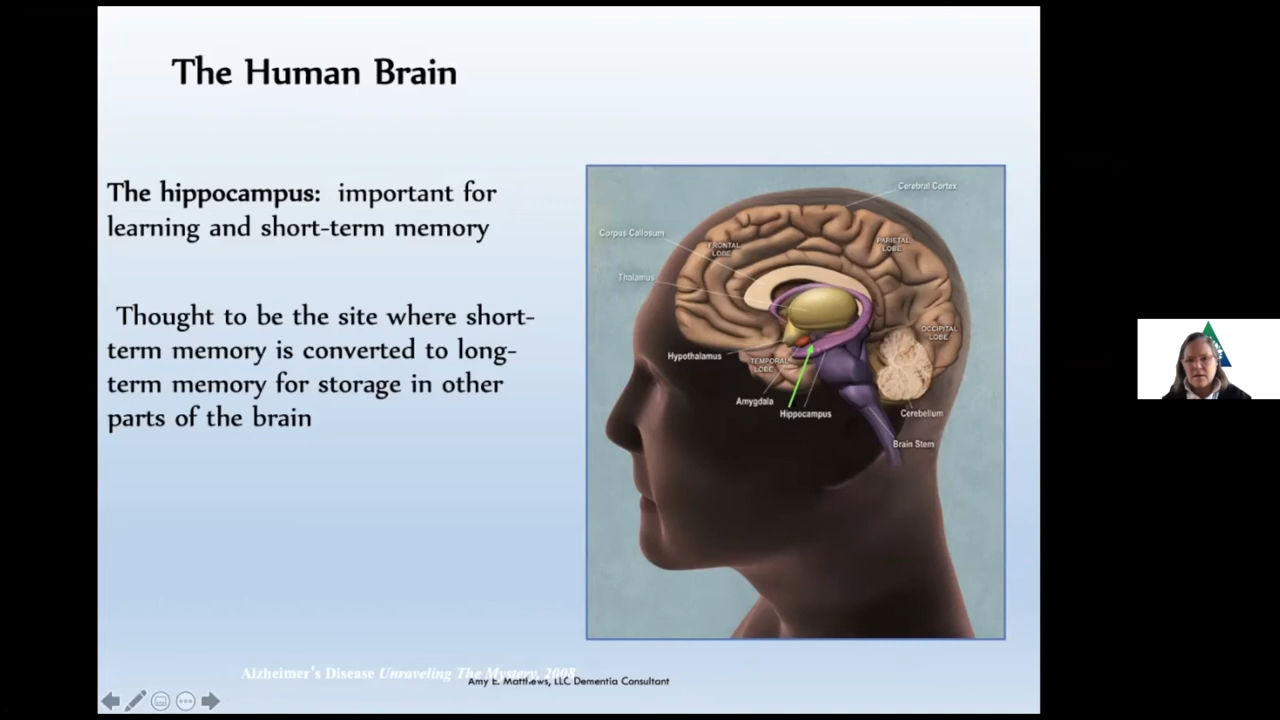 The Human Brain
The hippocampus: important for
learning and short-term memory
Thought to be the site where short-
term memory is converted to long-
term memory for storage in other
parts of the brain
Cerebral Cortex
Corpus Callosum
FRONTAL
LOBE
PARIETAL
LOBE
Thalamus
OCCIPITAL
LOBE
Hypothalamus
TEMPORAL
LOBE
Amygdala
Hippocampus
Cerebellum
Brain Stem
Alzheimer's Disease Unraveling The Mystery, 2008
Amy E. Matthews, LLC Dementia Consultant